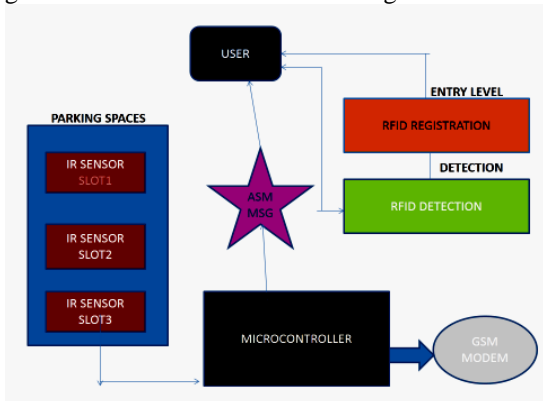 USER
ENTRY LEVEL
RFID REGISTRATION
PARKING SPACES
DETECTION
IR SENSOR
SLOT1
RFID DETECTION
ASM
MSG
IR SENSOR
SLOT2
IR SENSOR
SLOT3
MICROCONTROLLER
GSM
MODEM